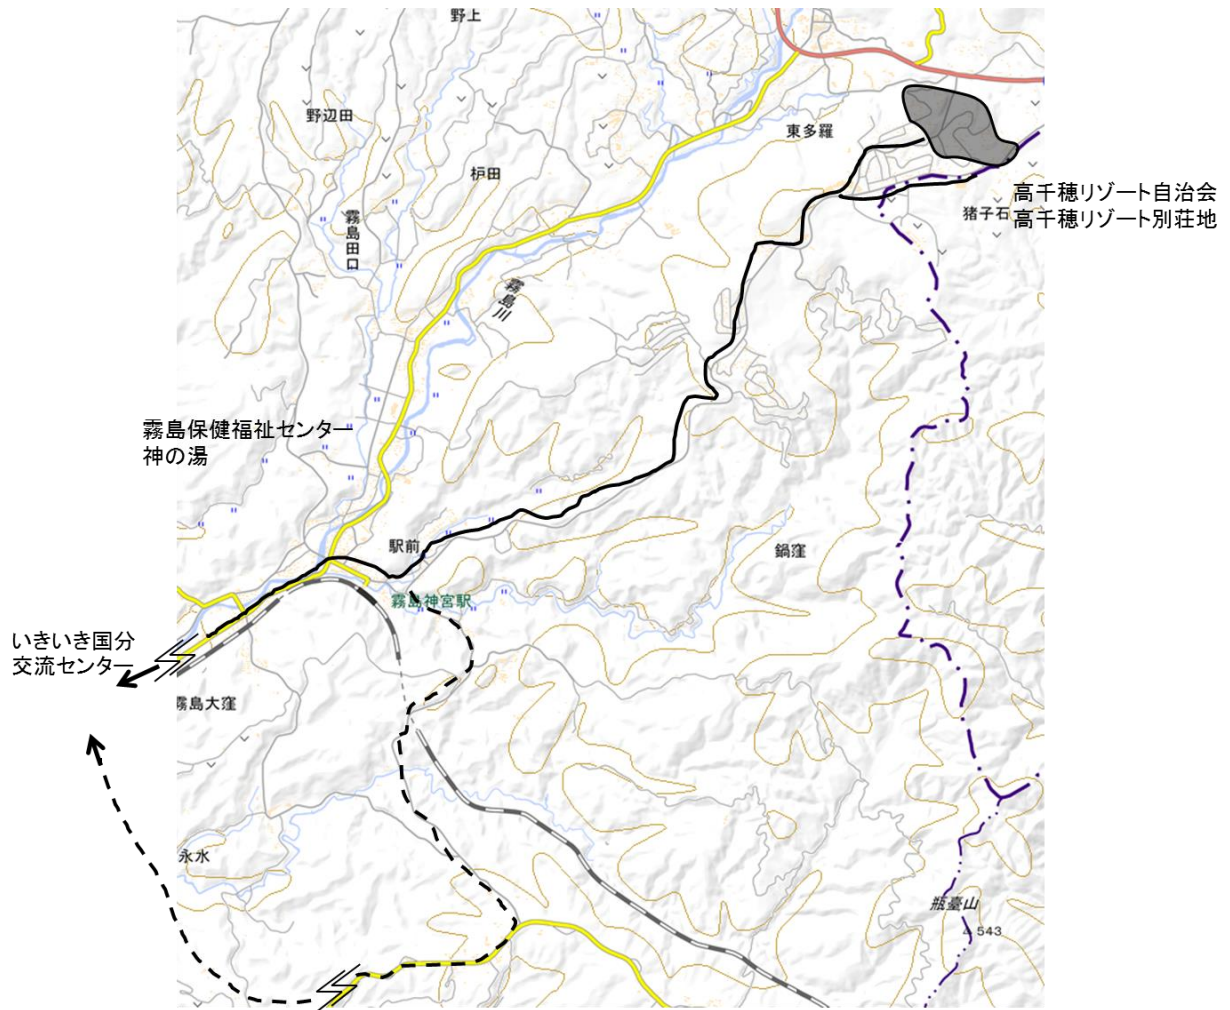 野上
野辺田
枦田
東多羅
高千穂リゾート自治会
高千穂リゾート別荘地
猪子石
霧島田口
霧島川
霧島保健福祉センター
神の湯
駅前
鍋窪
霧島神宮駅
いきいき国分
交流センター
霧島大窪
永水
瓶臺山
543